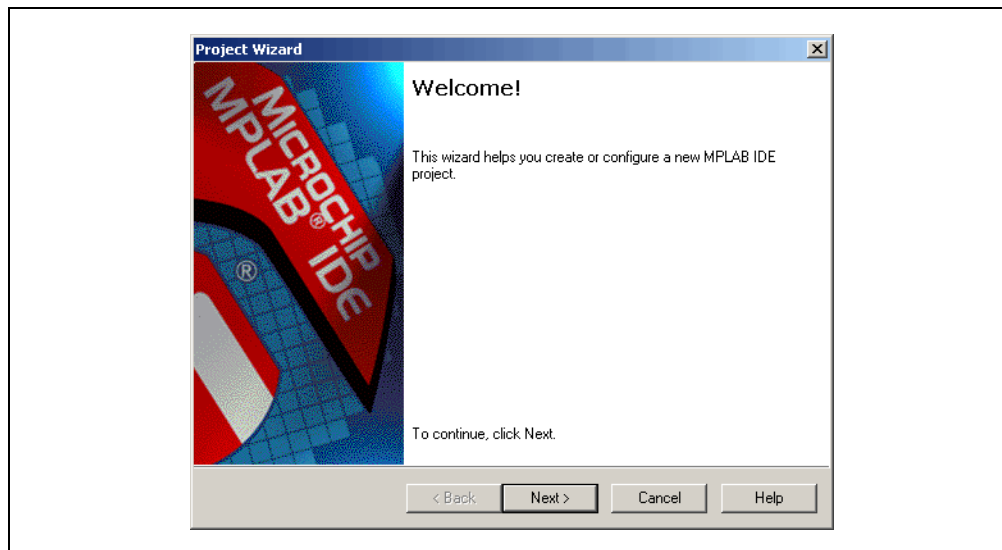 Project Wizard
MICROCHIP
MPLAB® IDE
®
Welcome!
This wizard helps you create or configure a new MPLAB IDE
project.
To continue, click Next.
< Back
Next >
Cancel
Help